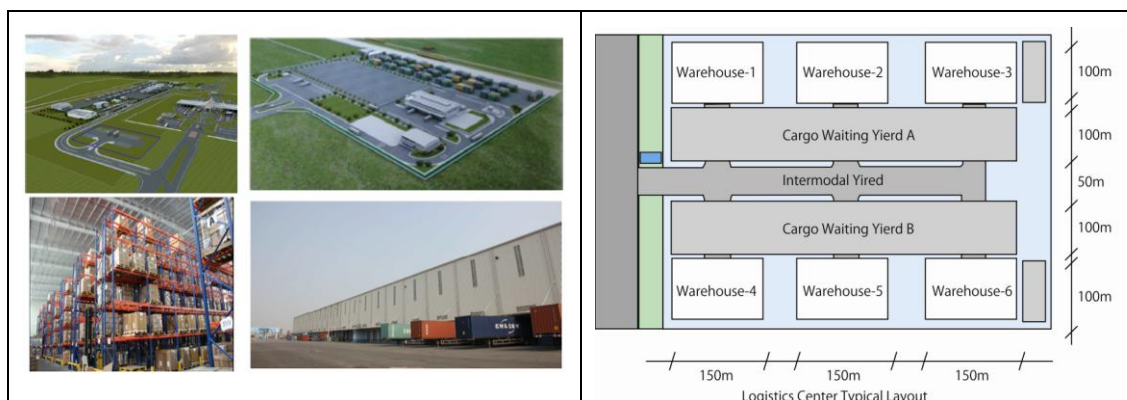 Warehouse-1
Warehouse-2
Warehouse-3
100m
Cargo Waiting Yierd A
100m
Intermodal Yired
50m
Cargo Waiting Yierd B
100m
Warehouse-4
Warehouse-5
Warehouse-6
100m
150m
150m
150m
Logistics Center Typical Layout